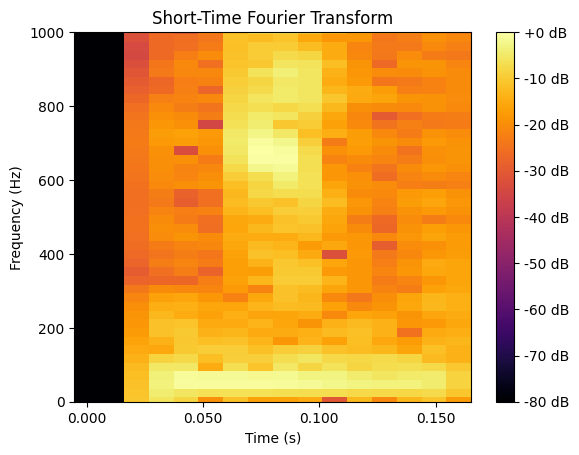 Short-Time Fourier Transform
1000
800
600
400
200
0
Frequency (Hz)
0.000
0.050
0.100
0.150
Time (s)
+0 dB
-10 dB
-20 dB
-30 dB
-40 dB
-50 dB
-60 dB
-70 dB
-80 dB